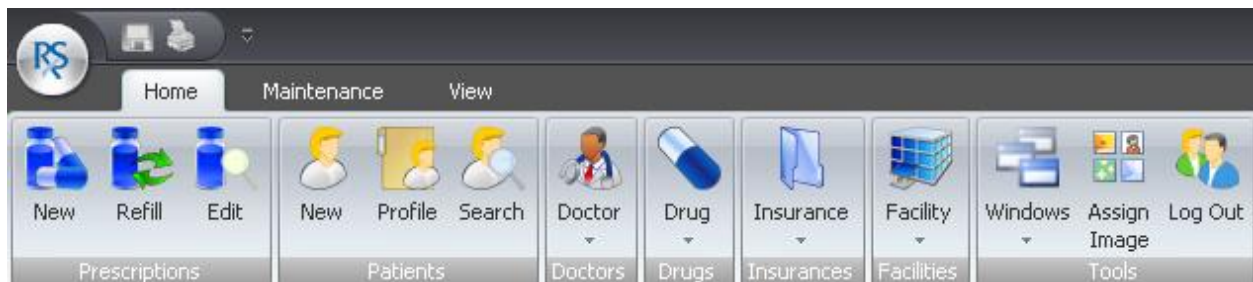 RS
Home Maintenance View
New Refill Edit New Profile Search Doctor Drug Insurance Facility Windows Assign Image Log Out
Prescriptions Patients Doctors Drugs Insurances Facilities Tools